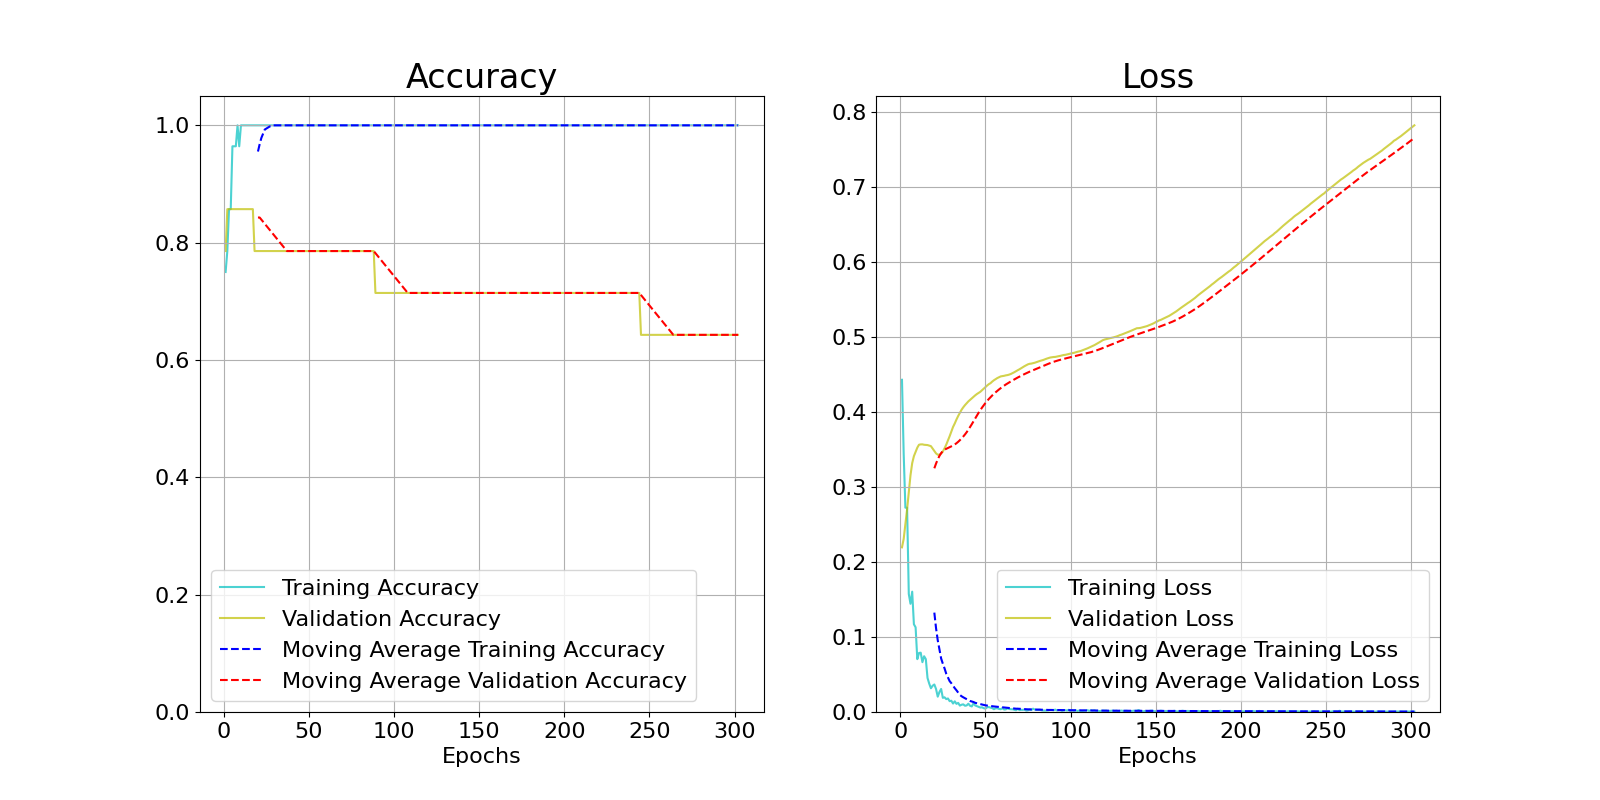 Accuracy
1.0
0.8
0.6
0.4
0.2
0.0
Training Accuracy
Validation Accuracy
Moving Average Training Accuracy
Moving Average Validation Accuracy
0 50 100 150 200 250 300
Epochs
Loss
0.8
0.7
0.6
0.5
0.4
0.3
0.2
0.1
0.0
Training Loss
Validation Loss
Moving Average Training Loss
Moving Average Validation Loss
0 50 100 150 200 250 300
Epochs